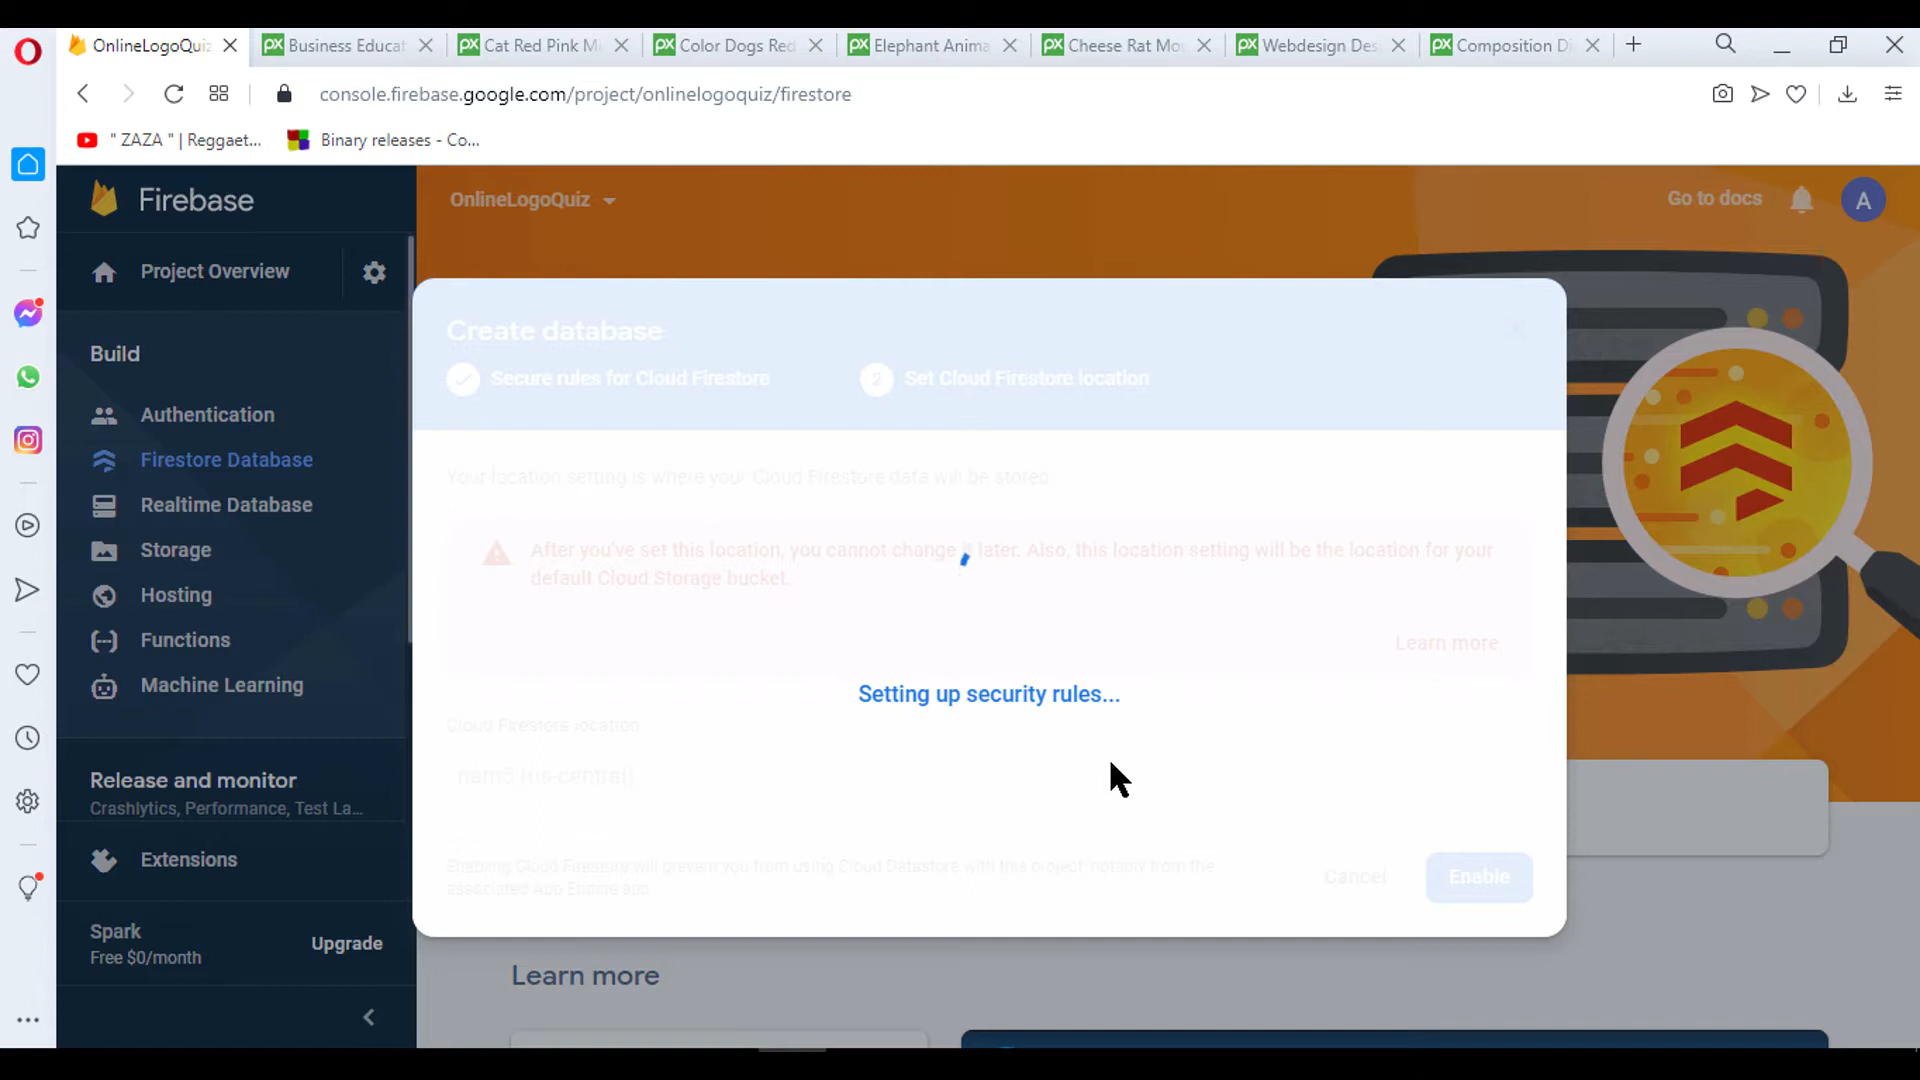 OnlineLogoQuiz
Business Educat
Cat Red Pink M
Color Dogs Red
Elephant Anima
Cheese Rat Mo
Webdesign Des
Composition D
console.firebase.google.com/project/onlinelogoquiz/firestore
" ZAZA " | Reggaet...
Binary releases - Co...
Firebase
OnlineLogoQuiz
Go to docs
A
Project Overview
Build
Authentication
Firestore Database
Realtime Database
Storage
Hosting
Functions
Machine Learning
Release and monitor
Crashlytics, Performance, Test La...
Extensions
Spark
Free $0/month
Upgrade
Create database
Secure rules for Cloud Firestore
2 Set Cloud Firestore location
Your location setting is where your Cloud Firestore data will be stored.
After you've set this location, you cannot change it later. Also, this location setting will be the location for your
default Cloud Storage bucket.
Learn more
Setting up security rules...
Cloud Firestore location
nam5 (us-central)
Enabling Cloud Firestore will prevent you from using Cloud Datastore with this project, notably from the
associated App Engine app
Cancel
Enable
Learn more